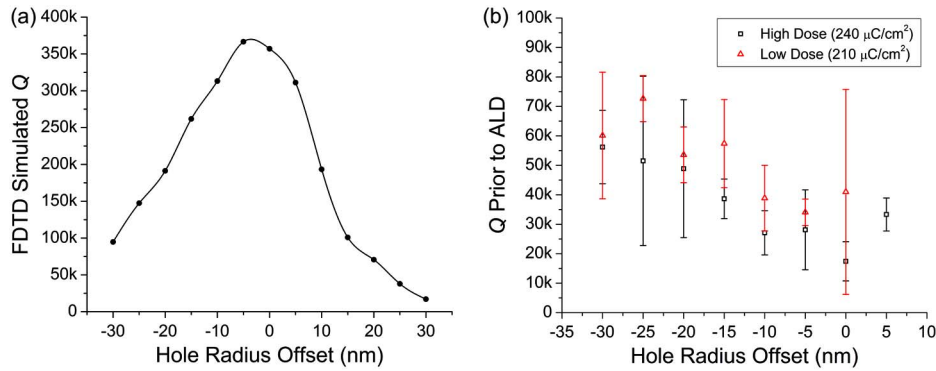 (a)
400k
350k
300k
250k
200k
150k
100k
50k
0
FDTD Simulated Q
-30 -20 -10 0 10 20 30
Hole Radius Offset (nm)
(b)
100k
90k
80k
70k
60k
50k
40k
30k
20k
10k
0
Q Prior to ALD
High Dose (240 μC/cm²)
Low Dose (210 μC/cm²)
-35 -30 -25 -20 -15 -10 -5 0 5 10
Hole Radius Offset (nm)